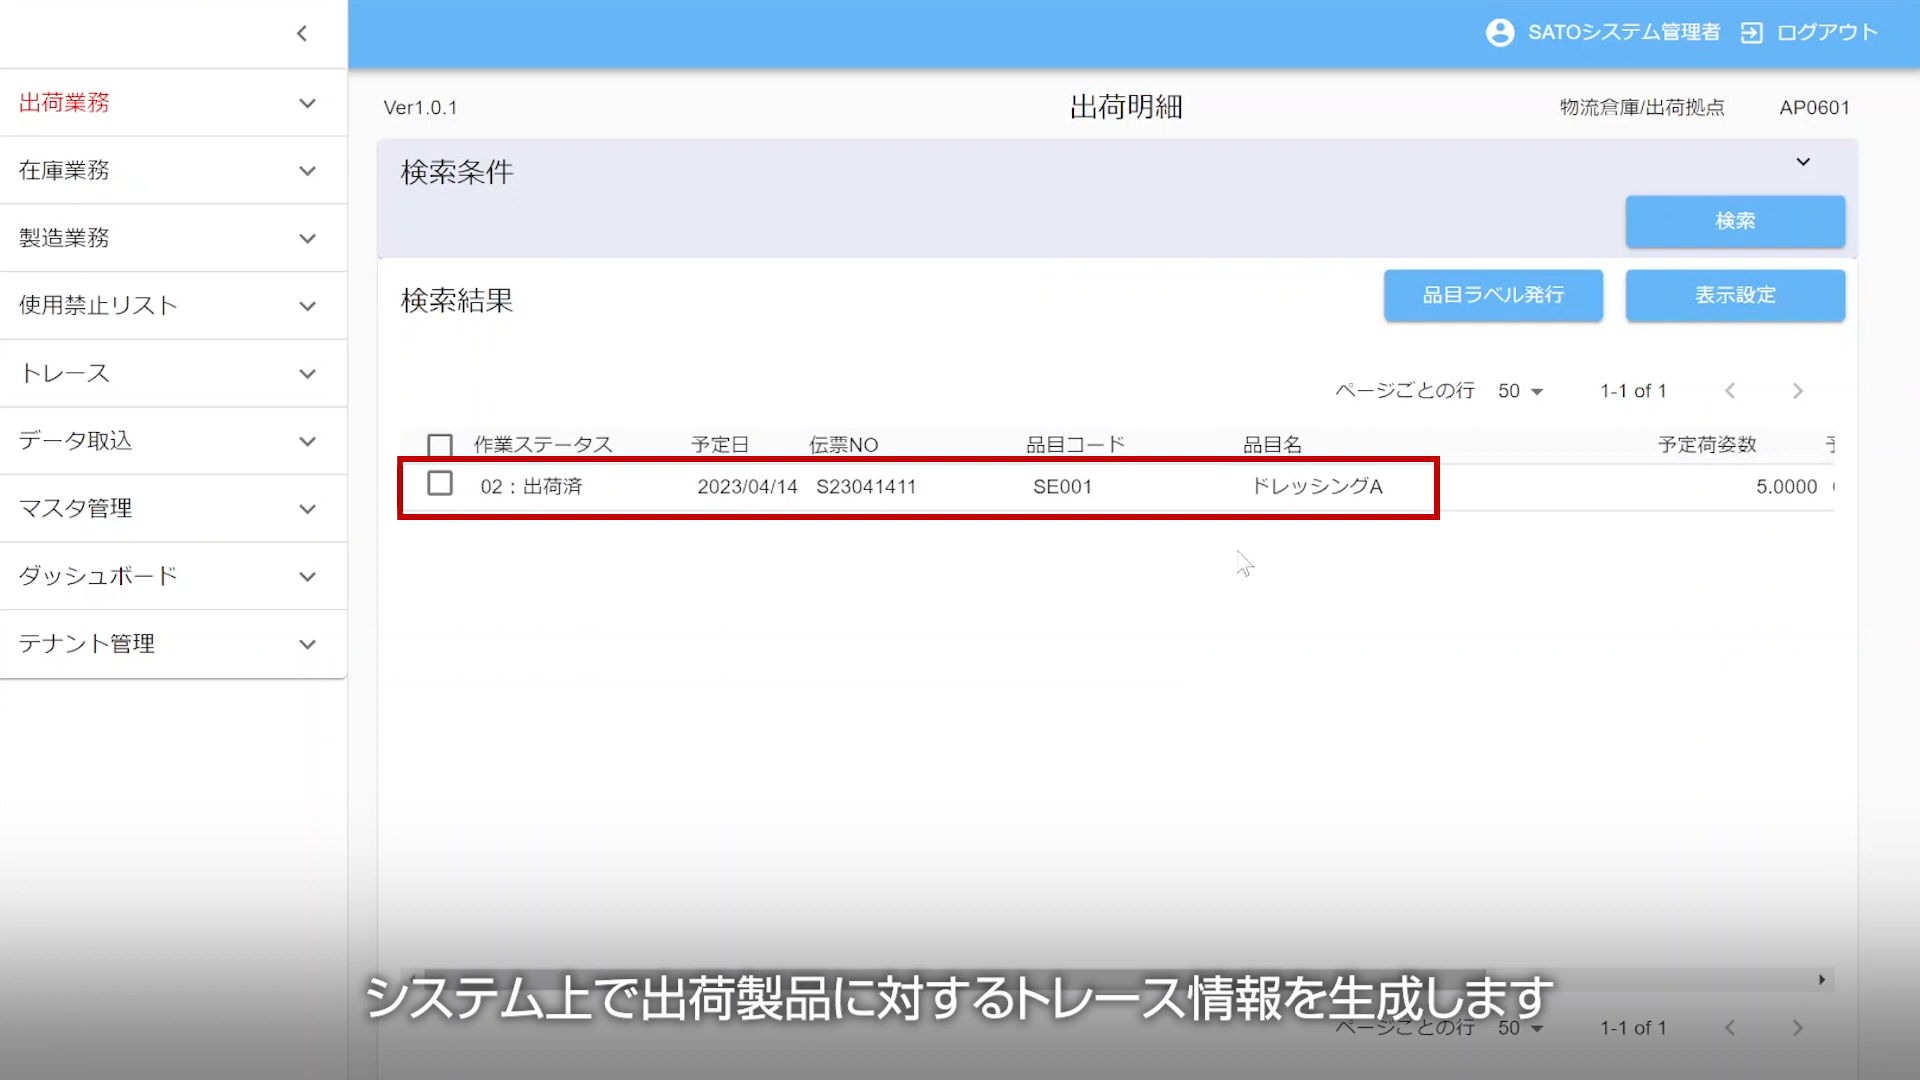 SATOシステム管理者 ログアウト
出荷業務
在庫業務
製造業務
使用禁止リスト
トレース
データ取込
マスタ管理
ダッシュボード
テナント管理
Ver1.0.1 出荷明細 物流倉庫/出荷拠点 AP0601
検索条件
検索
検索結果 品目ラベル発行 表示設定
ページごとの行 50 1-1 of 1
作業ステータス 予定日 伝票NO 品目コード 品目名 予定荷姿数
02：出荷済 2023/04/14 S23041411 SE001 ドレッシングA 5.0000
システム上で出荷製品に対するトレース情報を生成します
ページごとの行 50 1-1 of 1